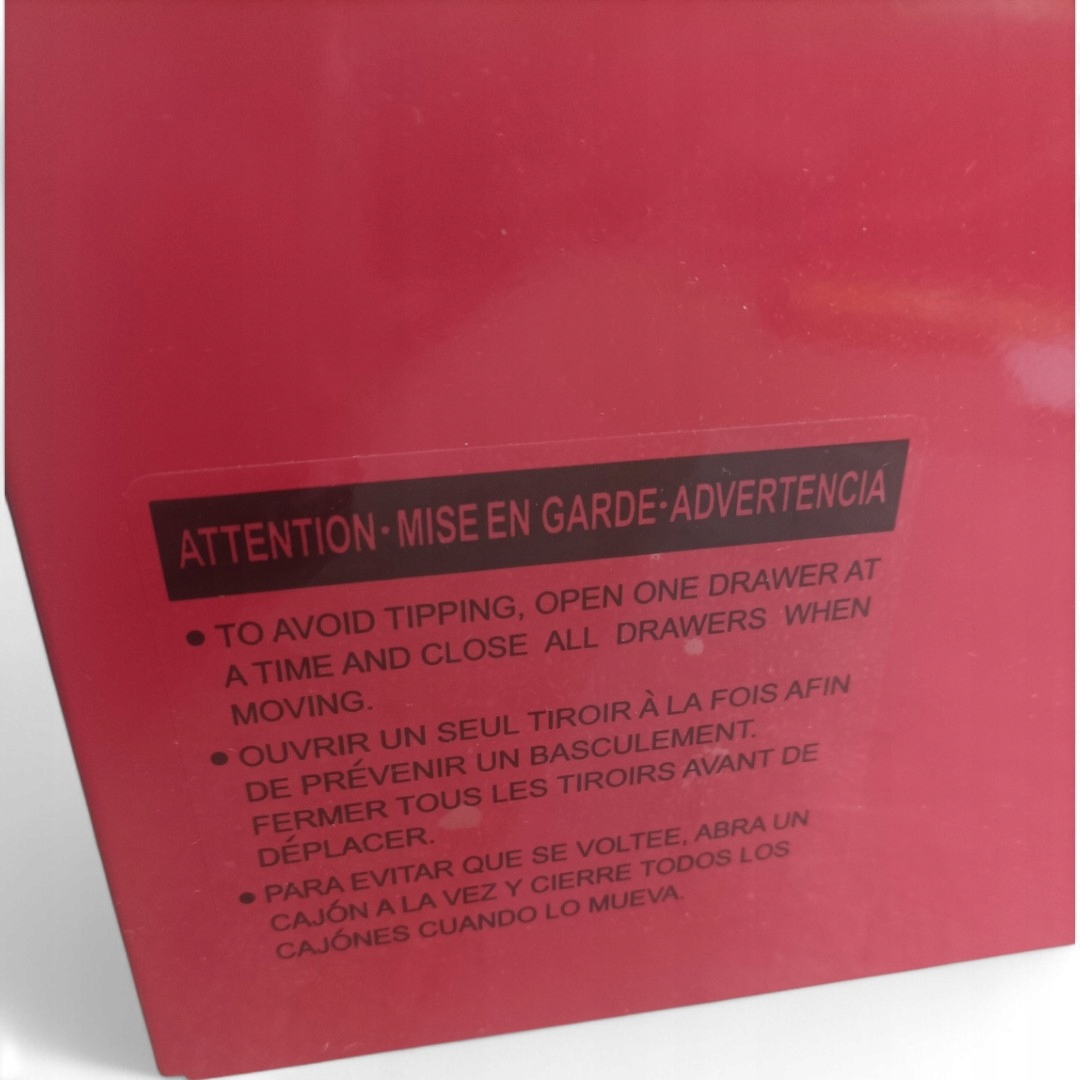 ATTENTION · MISE EN GARDE · ADVERTENCIA
● TO AVOID TIPPING, OPEN ONE DRAWER AT
A TIME AND CLOSE ALL DRAWERS WHEN
MOVING.
● OUVRIR UN SEUL TIROIR À LA FOIS AFIN
DE PRÉVENIR UN BASCULEMENT.
FERMER TOUS LES TIROIRS AVANT DE
DÉPLACER.
● PARA EVITAR QUE SE VOLTEE, ABRA UN
CAJÓN A LA VEZ Y CIERRE TODOS LOS
CAJÓNES CUANDO LO MUEVA.